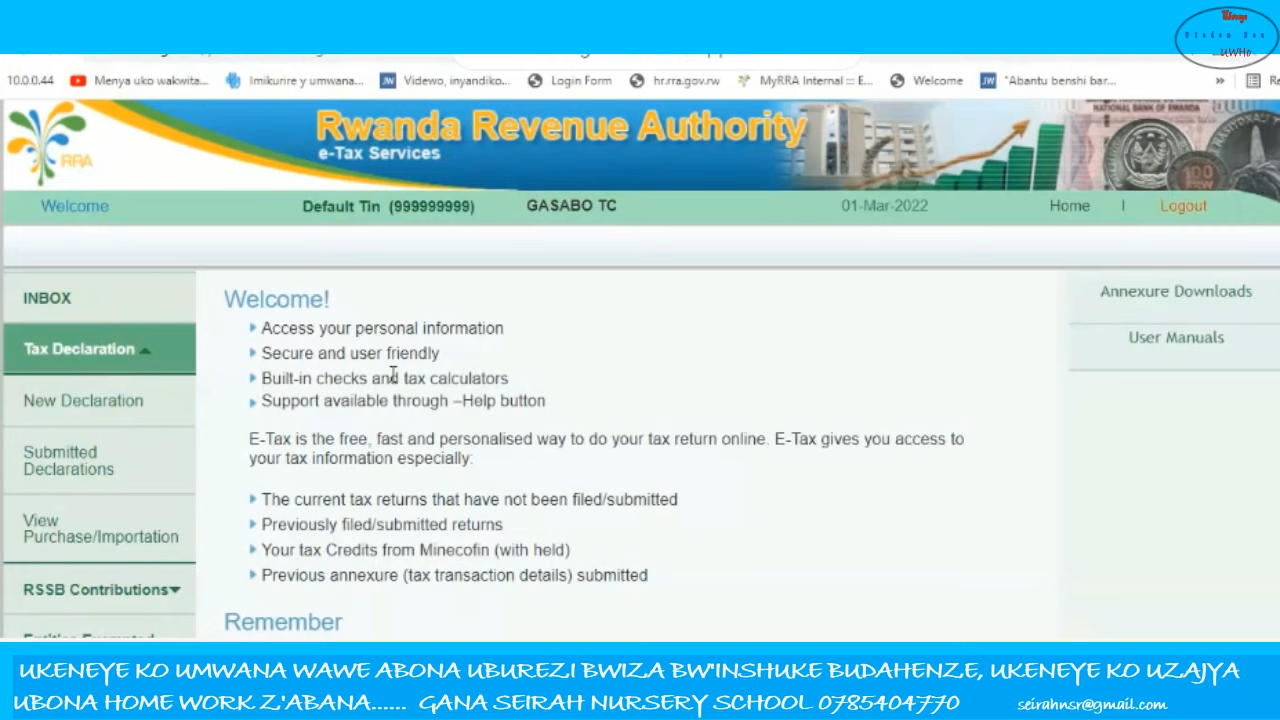 UWHo
10.0.0.44
Menya uko wakwita...
Imikurire y umwana...
Videwo, inyandiko...
Login Form
hr.rra.gov.rw
MyRRA Internal ::: E...
Welcome
"Abantu benshi bar...
»
Re
RRA
Rwanda Revenue Authority
e-Tax Services
NATIONAL BANK OF RWANDA
100
Welcome
Default Tin (999999999)
GASABO TC
01-Mar-2022
Home
|
Logout
INBOX
Tax Declaration
New Declaration
Submitted
Declarations
View
Purchase/Importation
RSSB Contributions
Welcome!
Access your personal information
Secure and user friendly
Built-in checks and tax calculators
Support available through –Help button
E-Tax is the free, fast and personalised way to do your tax return online. E-Tax gives you access to
your tax information especially:
The current tax returns that have not been filed/submitted
Previously filed/submitted returns
Your tax Credits from Minecofin (with held)
Previous annexure (tax transaction details) submitted
Remember
Annexure Downloads
User Manuals
UKENEYE KO UMWANA WAWE ABONA UBUREZI BWIZA BW"INSHUKE BUDAHENZE, UKENEYE KO UZAJYA
UBONA HOME WORK Z'ABANA...... GANA SEIRAH NURSERY SCHOOL 0785404770 seirahnsr@gmail.com